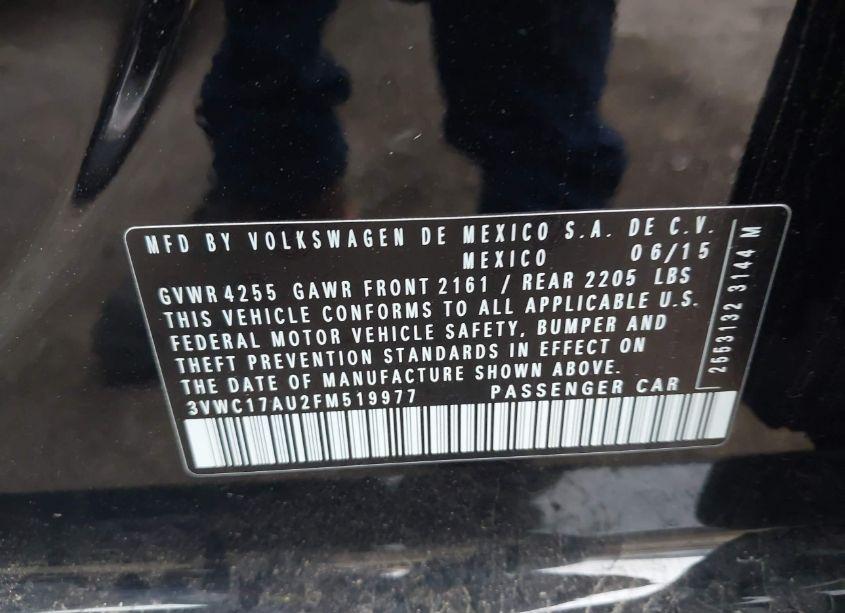 MFD BY VOLKSWAGEN DE MEXICO S.A. DE C.V.
MEXICO 06/15
GVWR 4255 GAWR FRONT 2161 / REAR 2205 LBS
THIS VEHICLE CONFORMS TO ALL APPLICABLE U.S.
FEDERAL MOTOR VEHICLE SAFETY, BUMPER AND
THEFT PREVENTION STANDARDS IN EFFECT ON
THE DATE OF MANUFACTURE SHOWN ABOVE.
3VWC17AU2FM519977 PASSENGER CAR
2553132 3144 M